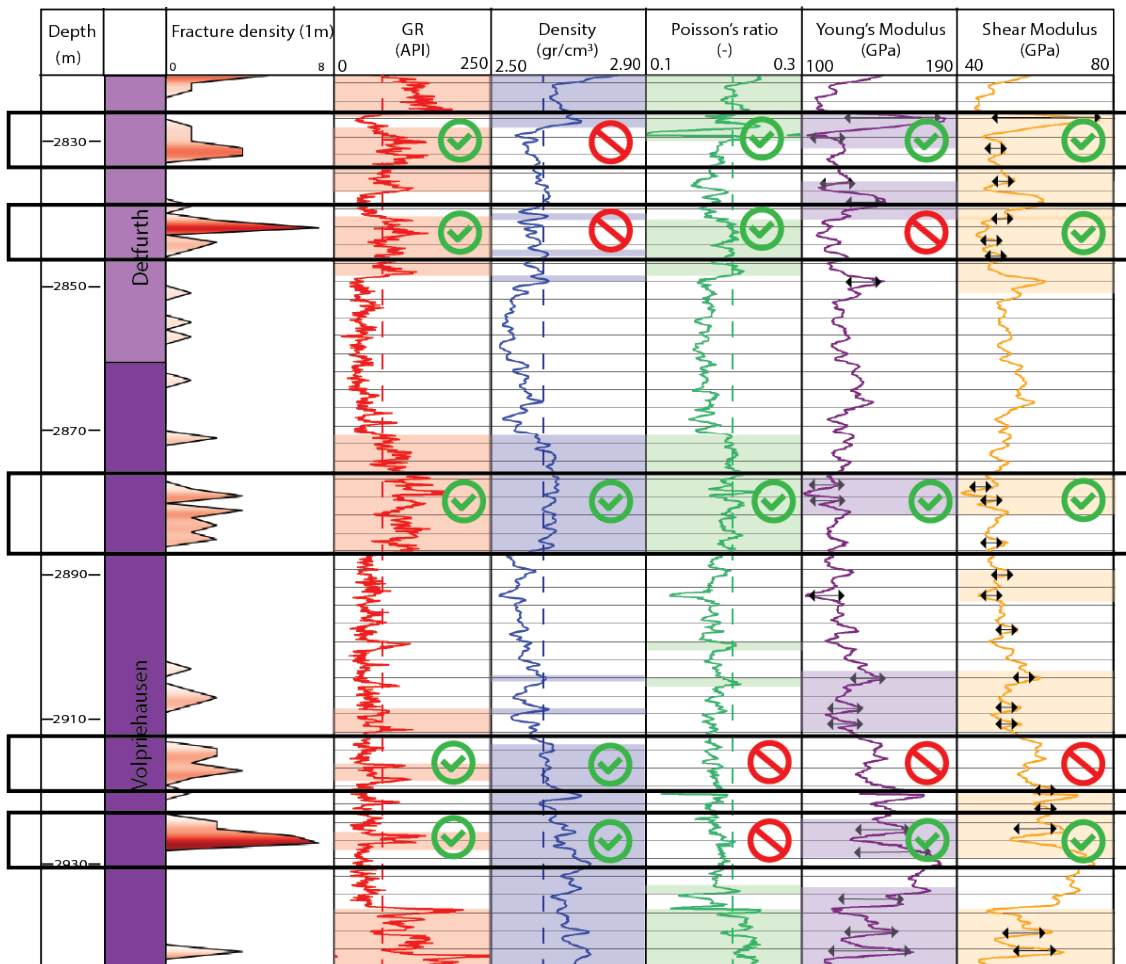 Depth
(m)
Fracture density (1m)
0 8
GR
(API)
0 250
Density
(gr/cm³)
2.50 2.90
Poisson's ratio
(-)
0.1 0.3
Young's Modulus
(GPa)
100 190
Shear Modulus
(GPa)
40 80
2830
2850
2870
2890
2910
2930
Detfurth
Volpriehausen